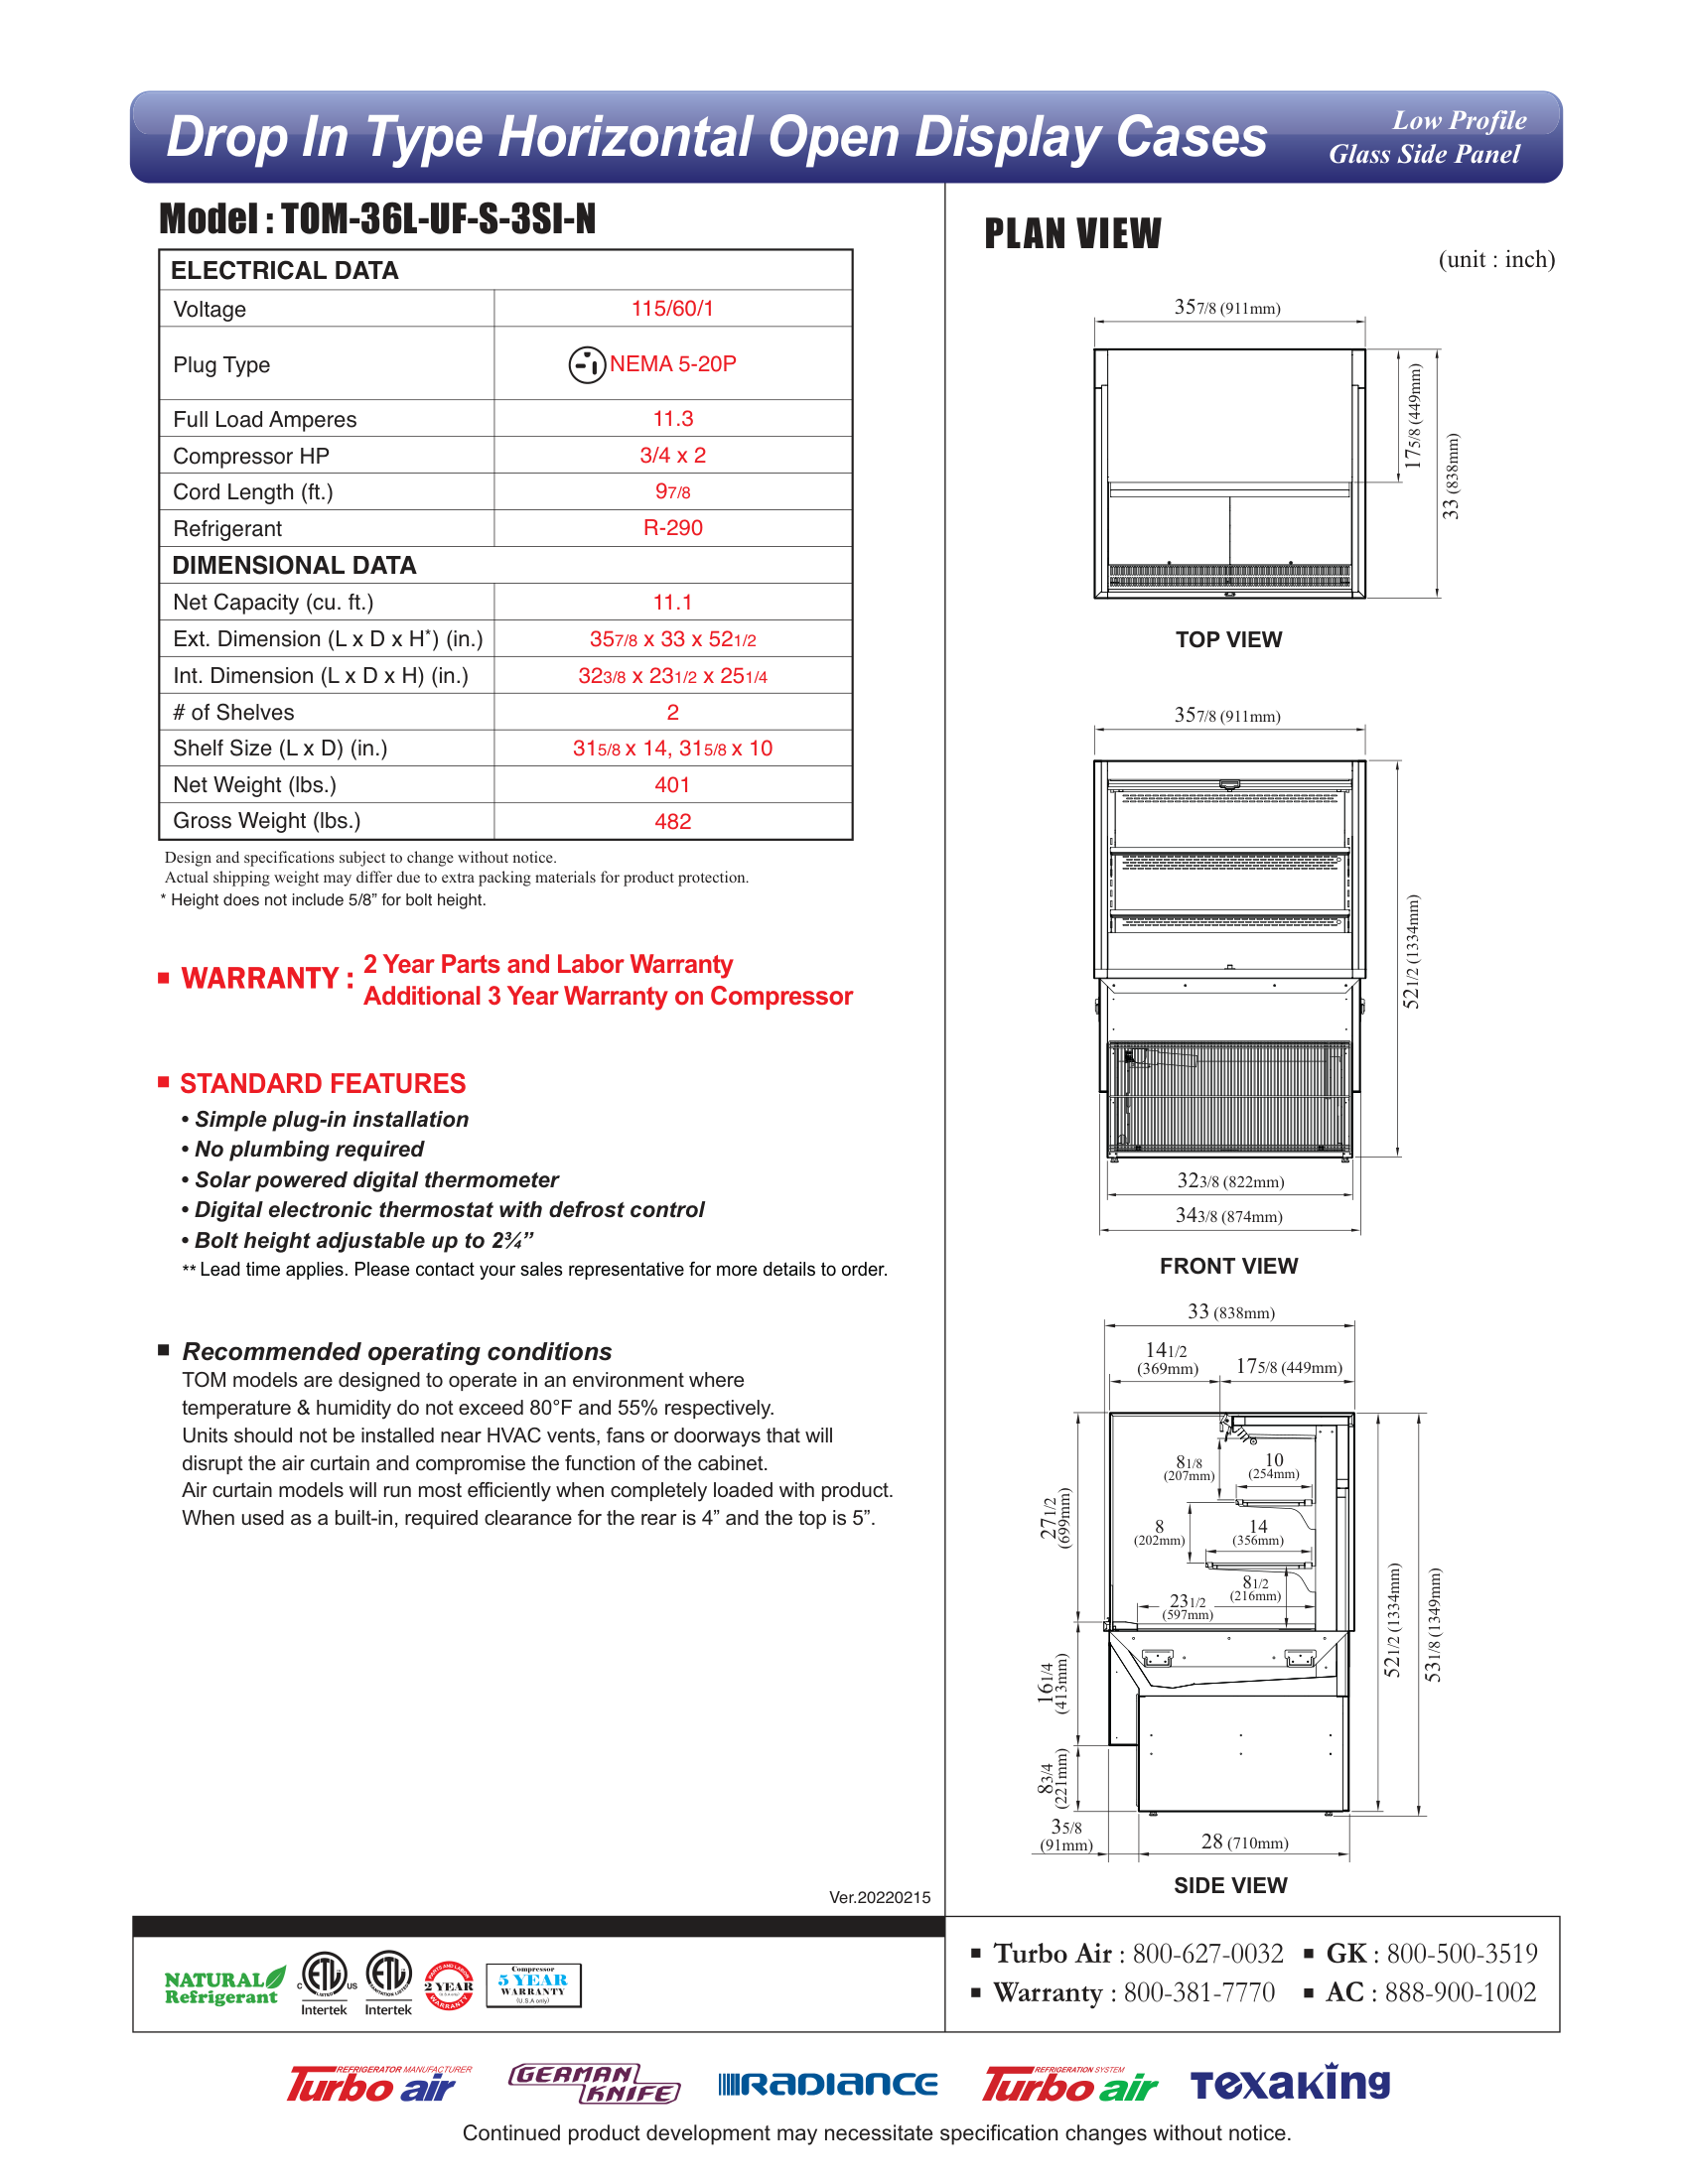 Drop In Type Horizontal Open Display Cases
Low Profile
Glass Side Panel
Model : TOM-36L-UF-S-3SI-N
ELECTRICAL DATA
Voltage 115/60/1
Plug Type NEMA 5-20P
Full Load Amperes 11.3
Compressor HP 3/4 x 2
Cord Length (ft.) 97/8
Refrigerant R-290
DIMENSIONAL DATA
Net Capacity (cu. ft.) 11.1
Ext. Dimension (L x D x H*) (in.) 357/8 x 33 x 521/2
Int. Dimension (L x D x H) (in.) 323/8 x 231/2 x 251/4
# of Shelves 2
Shelf Size (L x D) (in.) 315/8 x 14, 315/8 x 10
Net Weight (lbs.) 401
Gross Weight (lbs.) 482
Design and specifications subject to change without notice.
Actual shipping weight may differ due to extra packing materials for product protection.
* Height does not include 5/8” for bolt height.
■ WARRANTY : 2 Year Parts and Labor Warranty
Additional 3 Year Warranty on Compressor
■ STANDARD FEATURES
• Simple plug-in installation
• No plumbing required
• Solar powered digital thermometer
• Digital electronic thermostat with defrost control
• Bolt height adjustable up to 2¾”
** Lead time applies. Please contact your sales representative for more details to order.
■ Recommended operating conditions
TOM models are designed to operate in an environment where
temperature & humidity do not exceed 80°F and 55% respectively.
Units should not be installed near HVAC vents, fans or doorways that will
disrupt the air curtain and compromise the function of the cabinet.
Air curtain models will run most efficiently when completely loaded with product.
When used as a built-in, required clearance for the rear is 4” and the top is 5”.
Ver.20220215
PLAN VIEW
(unit : inch)
357/8 (911mm)
175/8 (449mm)
33 (838mm)
TOP VIEW
357/8 (911mm)
521/2 (1334mm)
323/8 (822mm)
343/8 (874mm)
FRONT VIEW
33 (838mm)
141/2
(369mm)
175/8 (449mm)
81/8
(207mm)
10
(254mm)
271/2
(699mm)
8
(202mm)
14
(356mm)
81/2
(216mm)
231/2
(597mm)
521/2 (1334mm)
531/8 (1349mm)
161/4
(413mm)
83/4
(221mm)
35/8
(91mm)
28 (710mm)
SIDE VIEW
NATURAL
Refrigerant
C ETL US
LISTED
Intertek
ETL
SANITATION LISTED
Intertek
PARTS AND LABOR
2 YEAR
WARRANTY
Compressor
5 YEAR
WARRANTY
(U.S.A only)
■ Turbo Air : 800-627-0032 ■ GK : 800-500-3519
■ Warranty : 800-381-7770 ■ AC : 888-900-1002
REFRIGERATOR MANUFACTURER
Turbo air
GERMAN
KNIFE
RADIANCE
REFRIGERATION SYSTEM
Turbo air
TEXAKING
Continued product development may necessitate specification changes without notice.